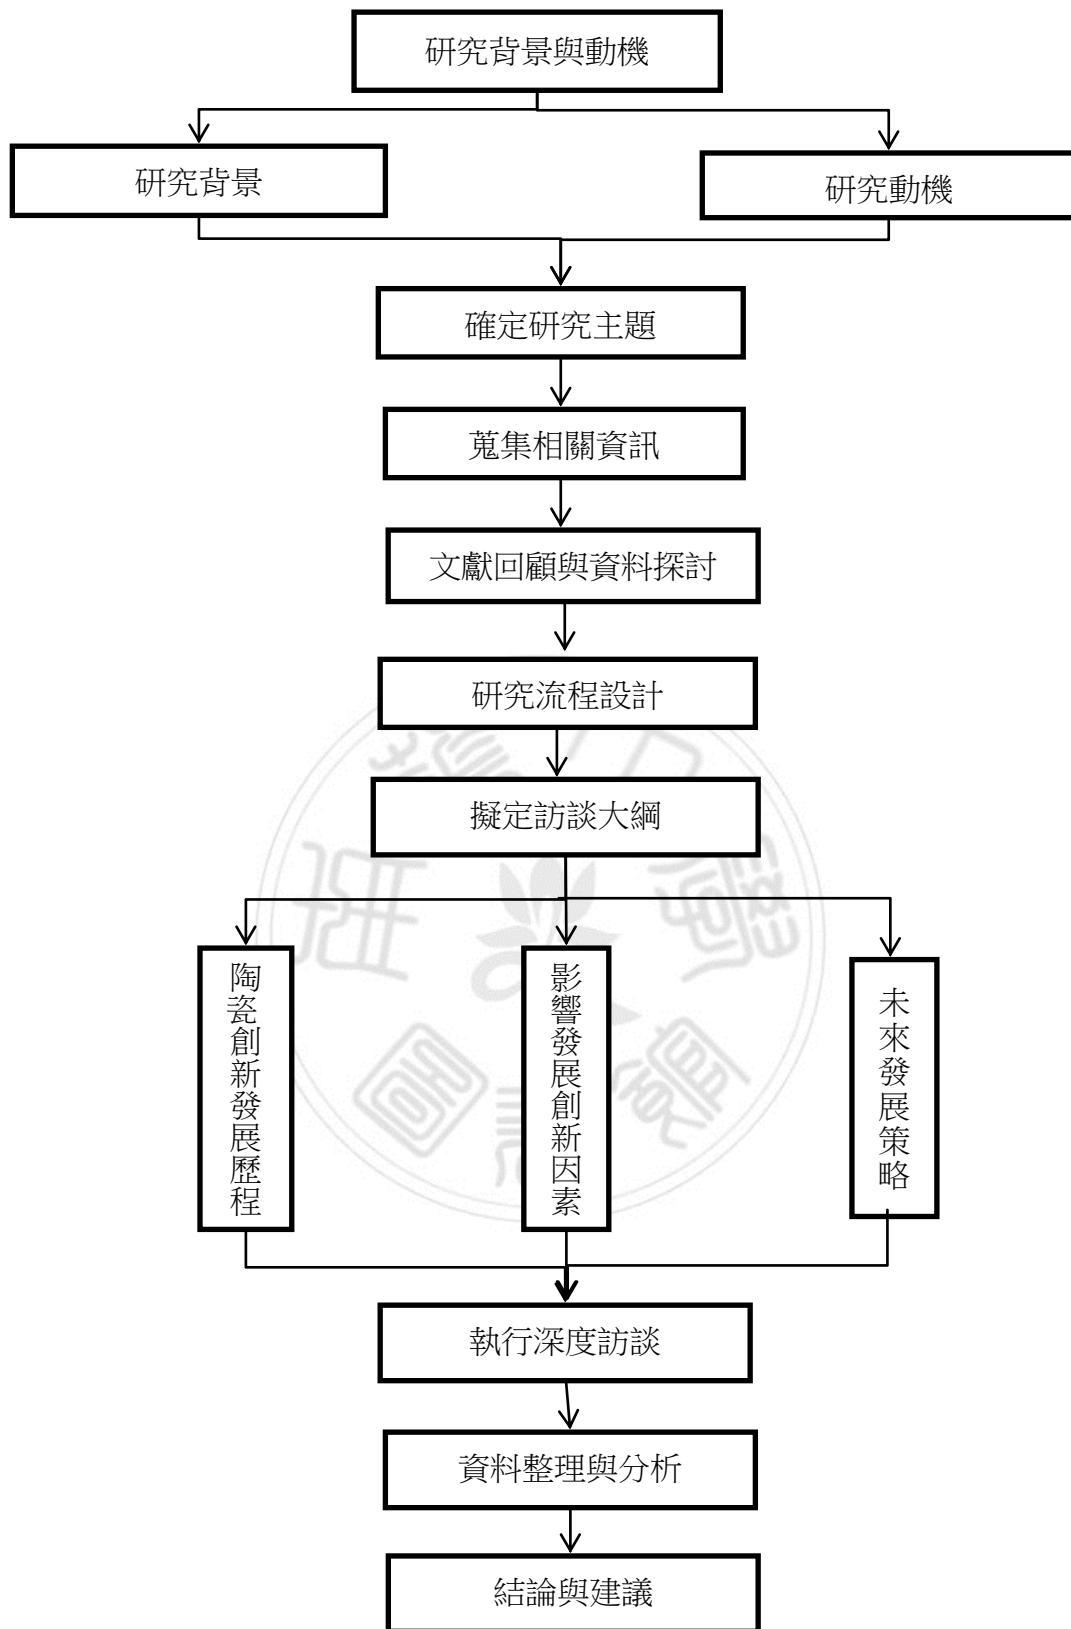 研究背景與動機
研究背景
研究動機
確定研究主題
蒐集相關資訊
文獻回顧與資料探討
研究流程設計
擬定訪談大綱
陶瓷創新發展歷程
影響發展創新因素
未來發展策略
執行深度訪談
資料整理與分析
結論與建議